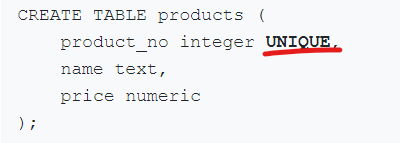 CREATE TABLE products (
    product_no integer UNIQUE,
    name text,
    price numeric
);